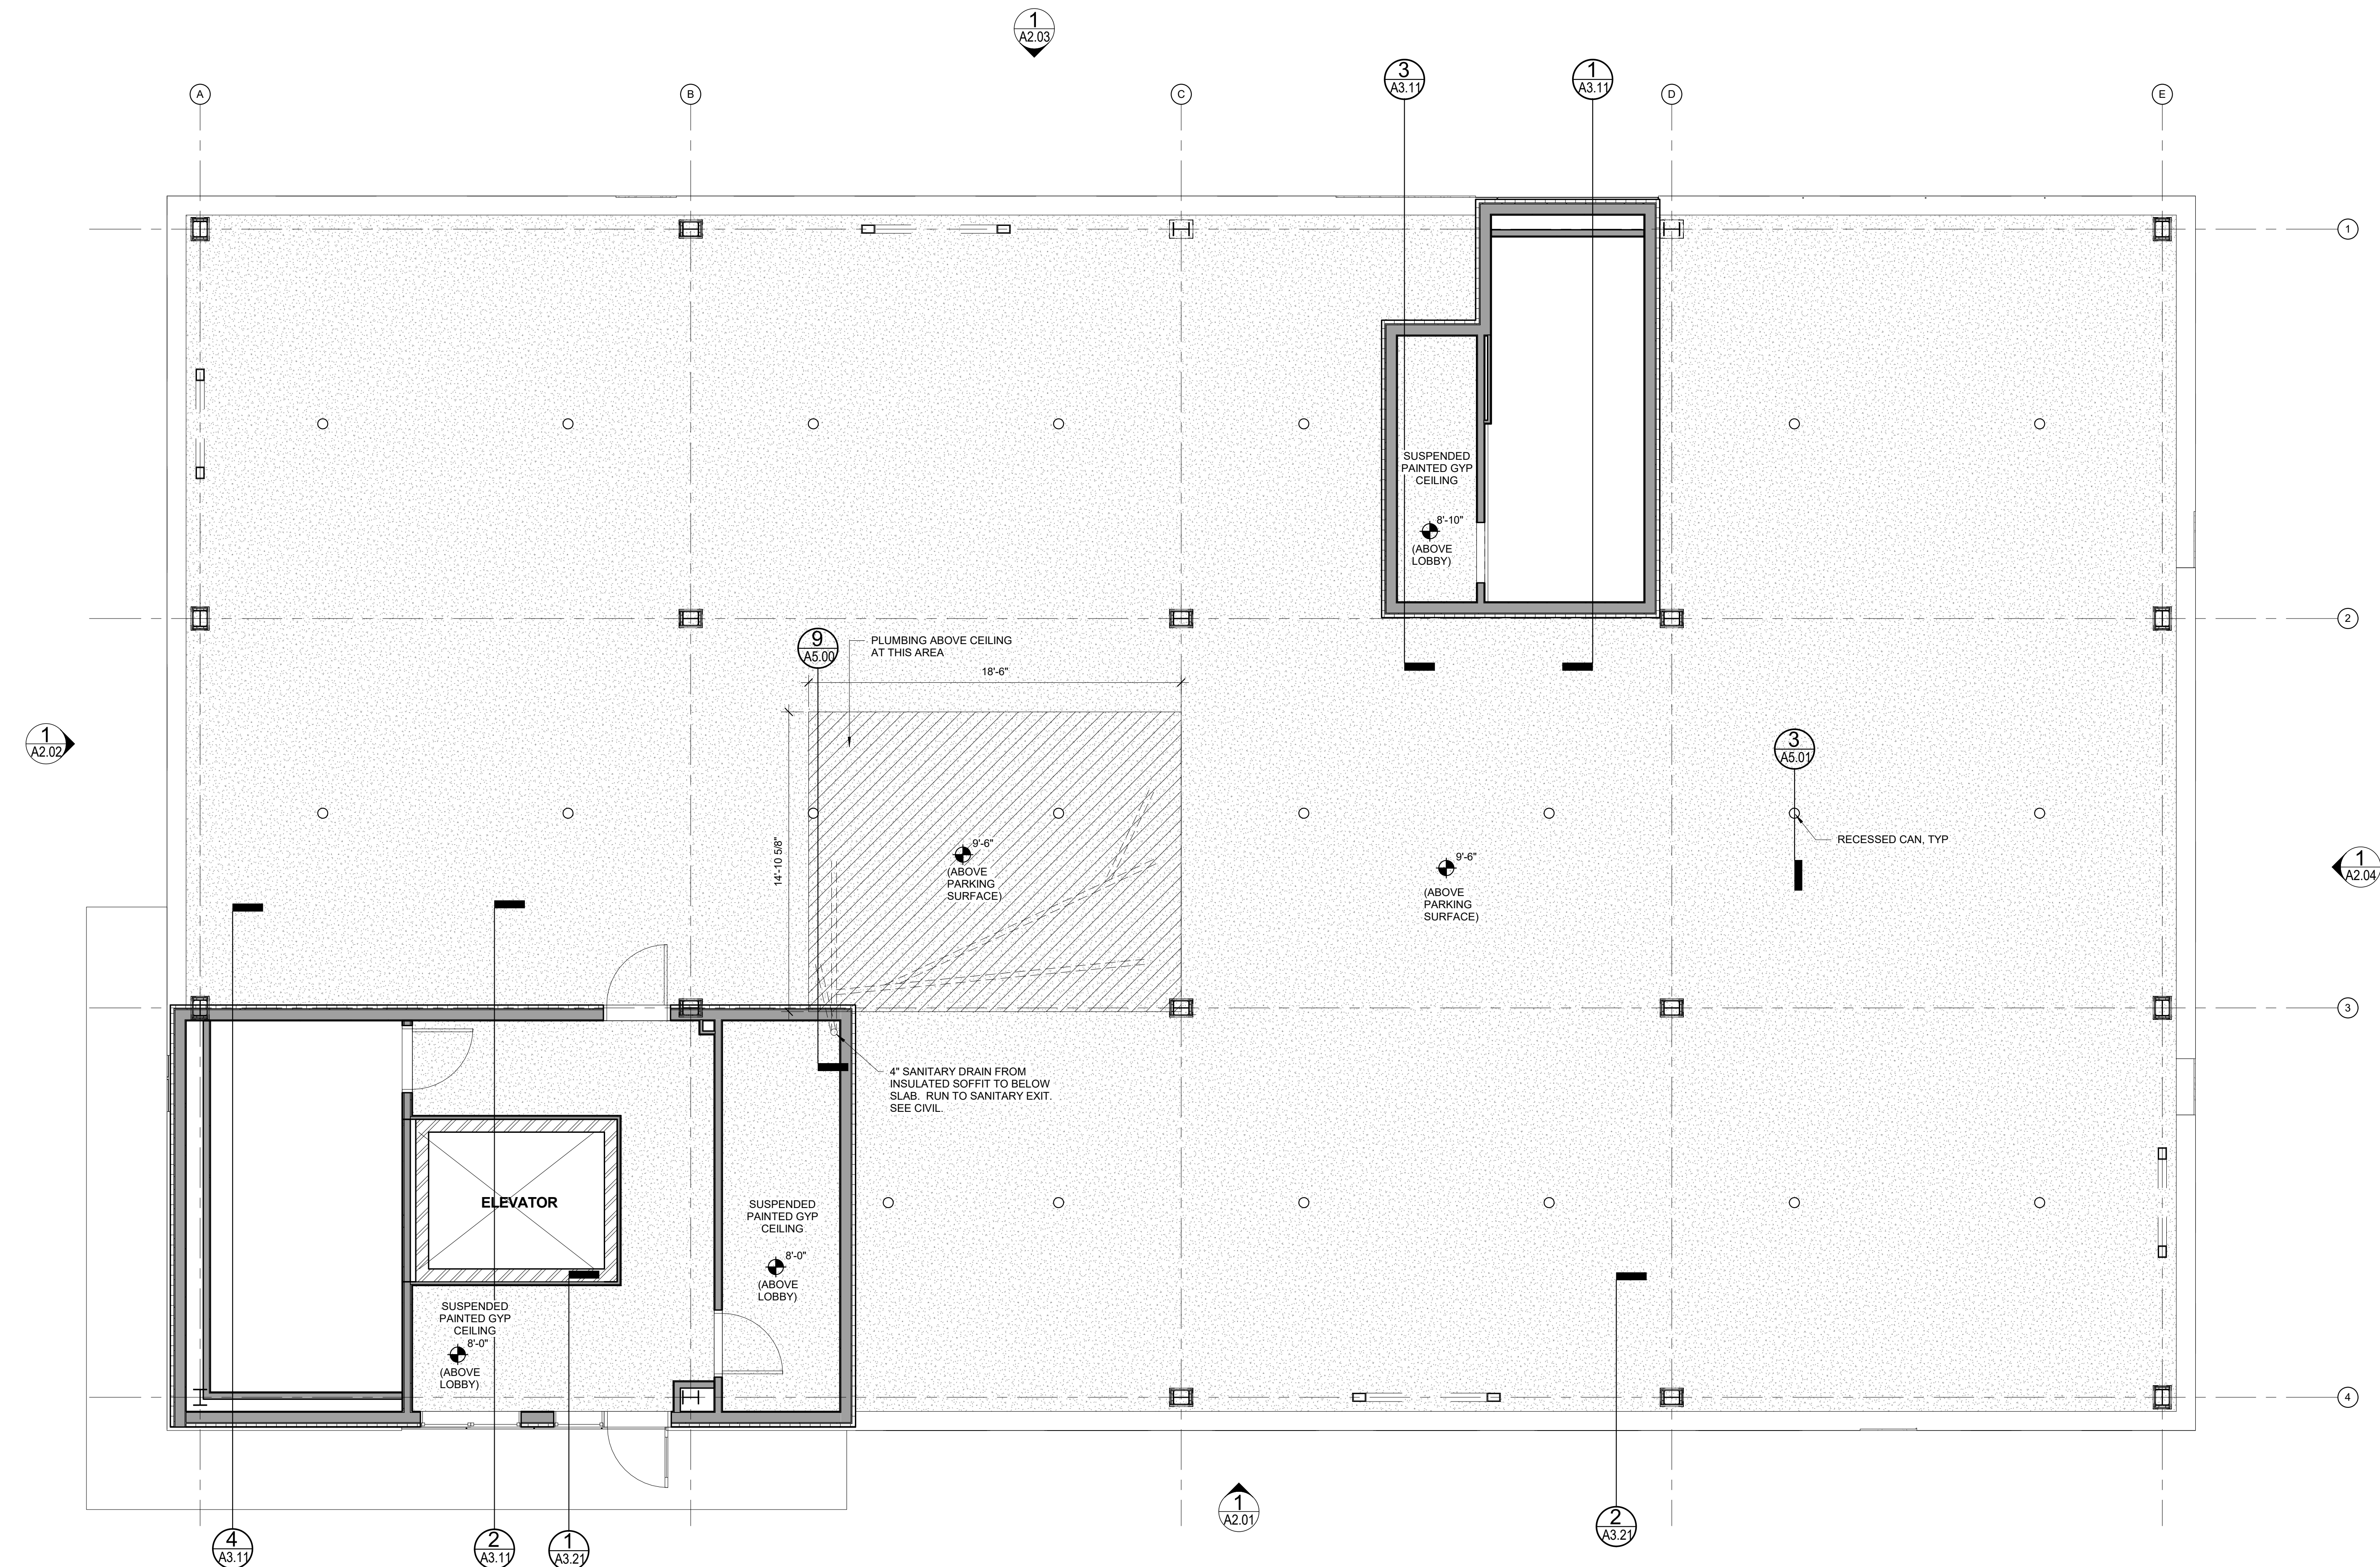 1
A2.03
3
A3.11
1
A3.11
A
B
C
D
E
1
SUSPENDED
PAINTED GYP
CEILING
8'-10"
(ABOVE
LOBBY)
2
9
A5.00
PLUMBING ABOVE CEILING
AT THIS AREA
18'-6"
1
A2.02
3
A5.01
14'-10 5/8"
9'-6"
(ABOVE
PARKING
SURFACE)
9'-6"
(ABOVE
PARKING
SURFACE)
RECESSED CAN, TYP
1
A2.04
3
4" SANITARY DRAIN FROM
INSULATED SOFFIT TO BELOW
SLAB. RUN TO SANITARY EXIT.
SEE CIVIL.
ELEVATOR
SUSPENDED
PAINTED GYP
CEILING
8'-0"
(ABOVE
LOBBY)
SUSPENDED
PAINTED GYP
CEILING
8'-0"
(ABOVE
LOBBY)
4
1
A2.01
4
A3.11
2
A3.11
1
A3.21
2
A3.21